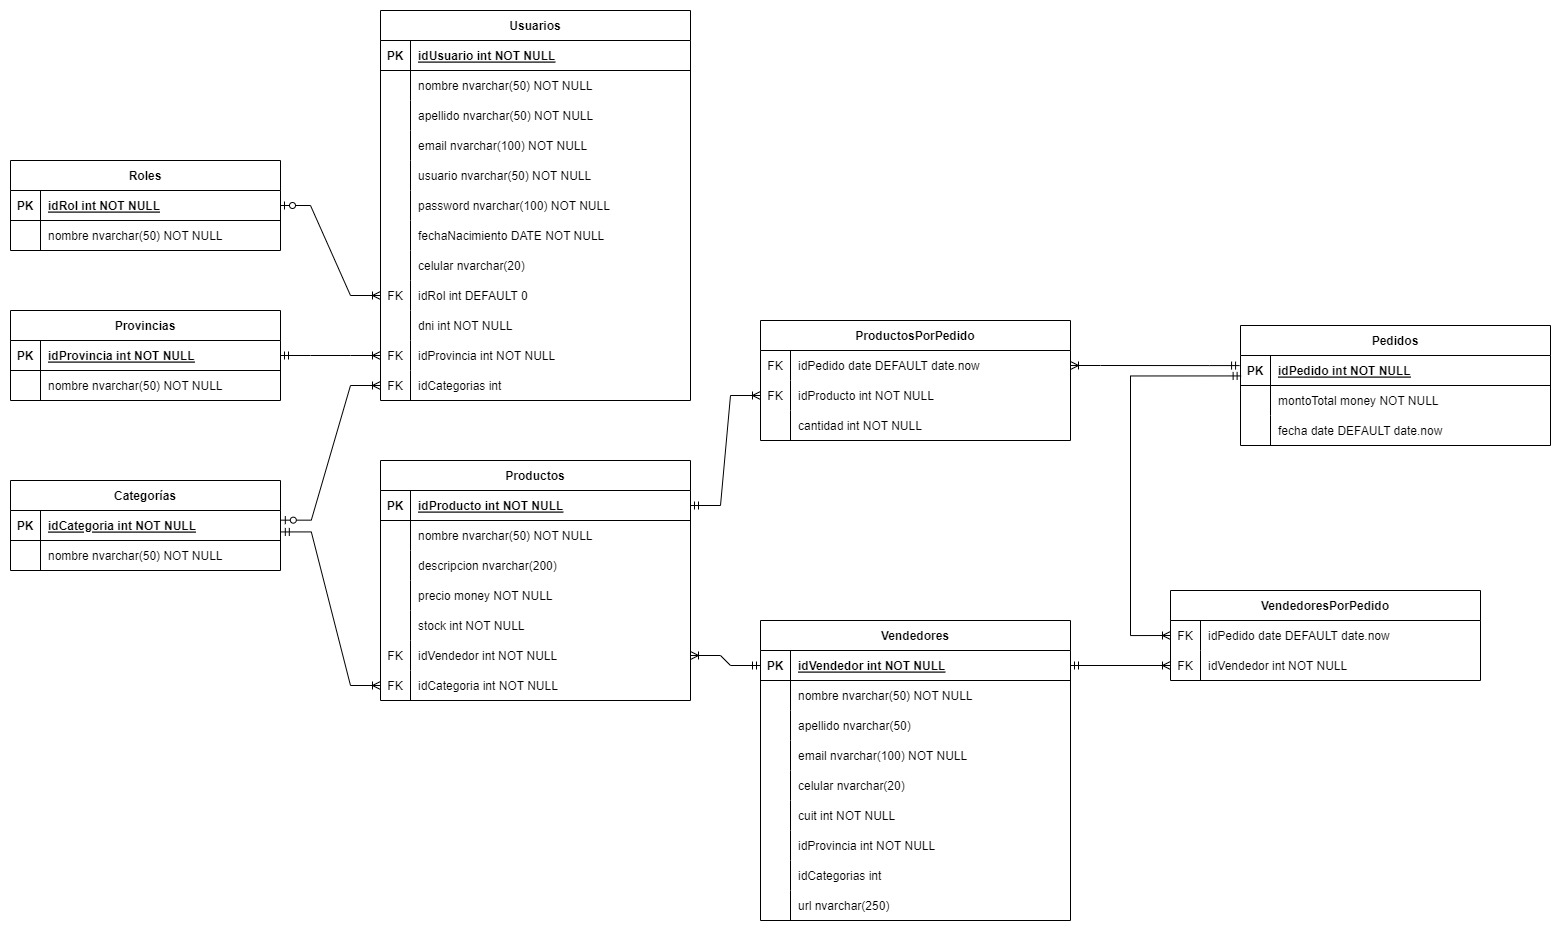 Usuarios
PK idUsuario int NOT NULL
nombre nvarchar(50) NOT NULL
apellido nvarchar(50) NOT NULL
email nvarchar(100) NOT NULL
usuario nvarchar(50) NOT NULL
password nvarchar(100) NOT NULL
fechaNacimiento DATE NOT NULL
celular nvarchar(20)
FK idRol int DEFAULT 0
dni int NOT NULL
FK idProvincia int NOT NULL
FK idCategorias int
Roles
PK idRol int NOT NULL
nombre nvarchar(50) NOT NULL
Provincias
PK idProvincia int NOT NULL
nombre nvarchar(50) NOT NULL
Categorías
PK idCategoria int NOT NULL
nombre nvarchar(50) NOT NULL
Productos
PK idProducto int NOT NULL
nombre nvarchar(50) NOT NULL
descripcion nvarchar(200)
precio money NOT NULL
stock int NOT NULL
FK idVendedor int NOT NULL
FK idCategoria int NOT NULL
ProductosPorPedido
FK idPedido date DEFAULT date.now
FK idProducto int NOT NULL
cantidad int NOT NULL
Pedidos
PK idPedido int NOT NULL
montoTotal money NOT NULL
fecha date DEFAULT date.now
Vendedores
PK idVendedor int NOT NULL
nombre nvarchar(50) NOT NULL
apellido nvarchar(50)
email nvarchar(100) NOT NULL
celular nvarchar(20)
cuit int NOT NULL
idProvincia int NOT NULL
idCategorias int
url nvarchar(250)
VendedoresPorPedido
FK idPedido date DEFAULT date.now
FK idVendedor int NOT NULL